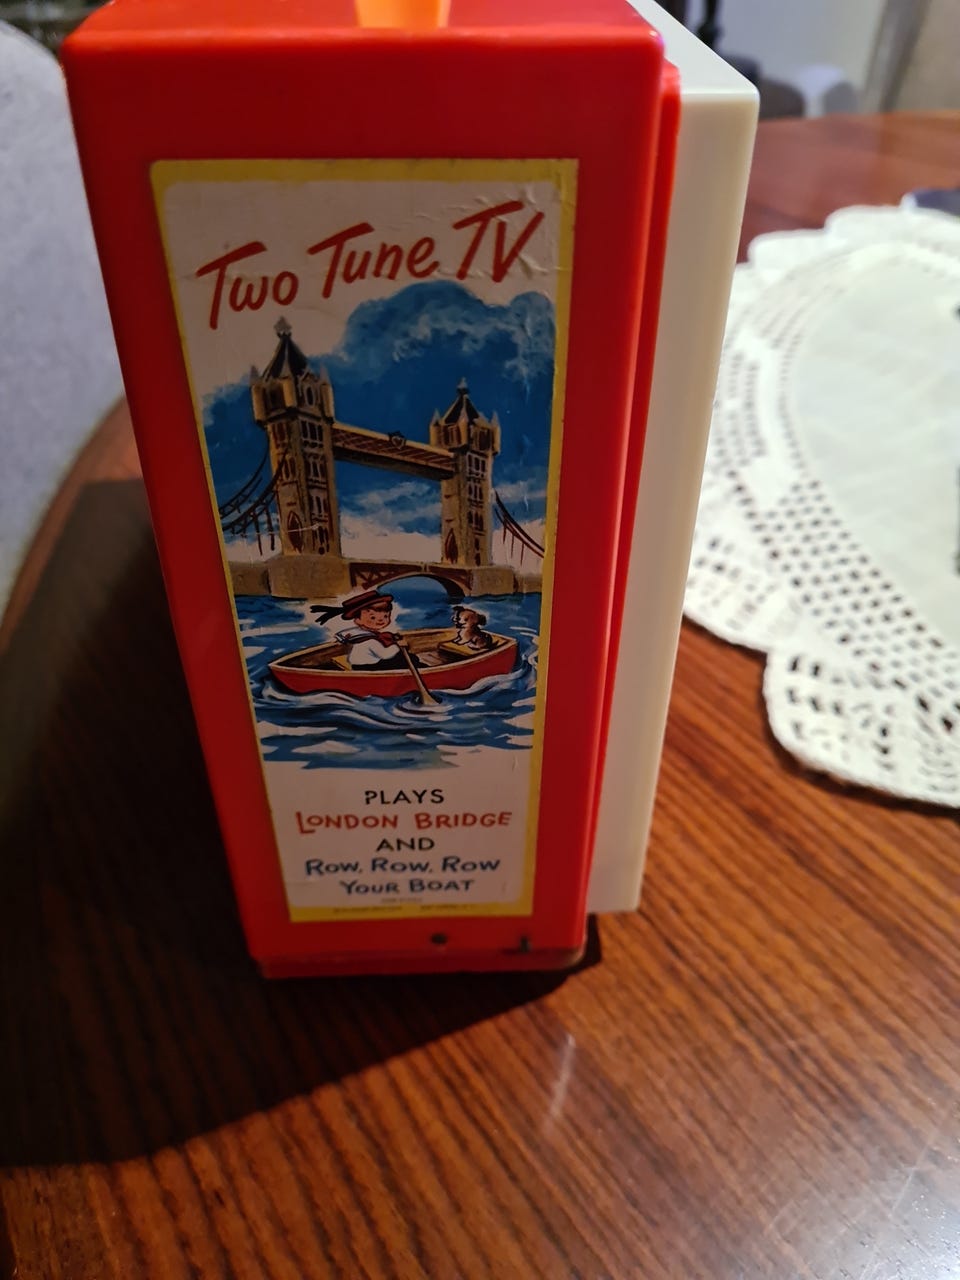 Two Tune TV
PLAYS
LONDON BRIDGE
AND
ROW, ROW, ROW
YOUR BOAT